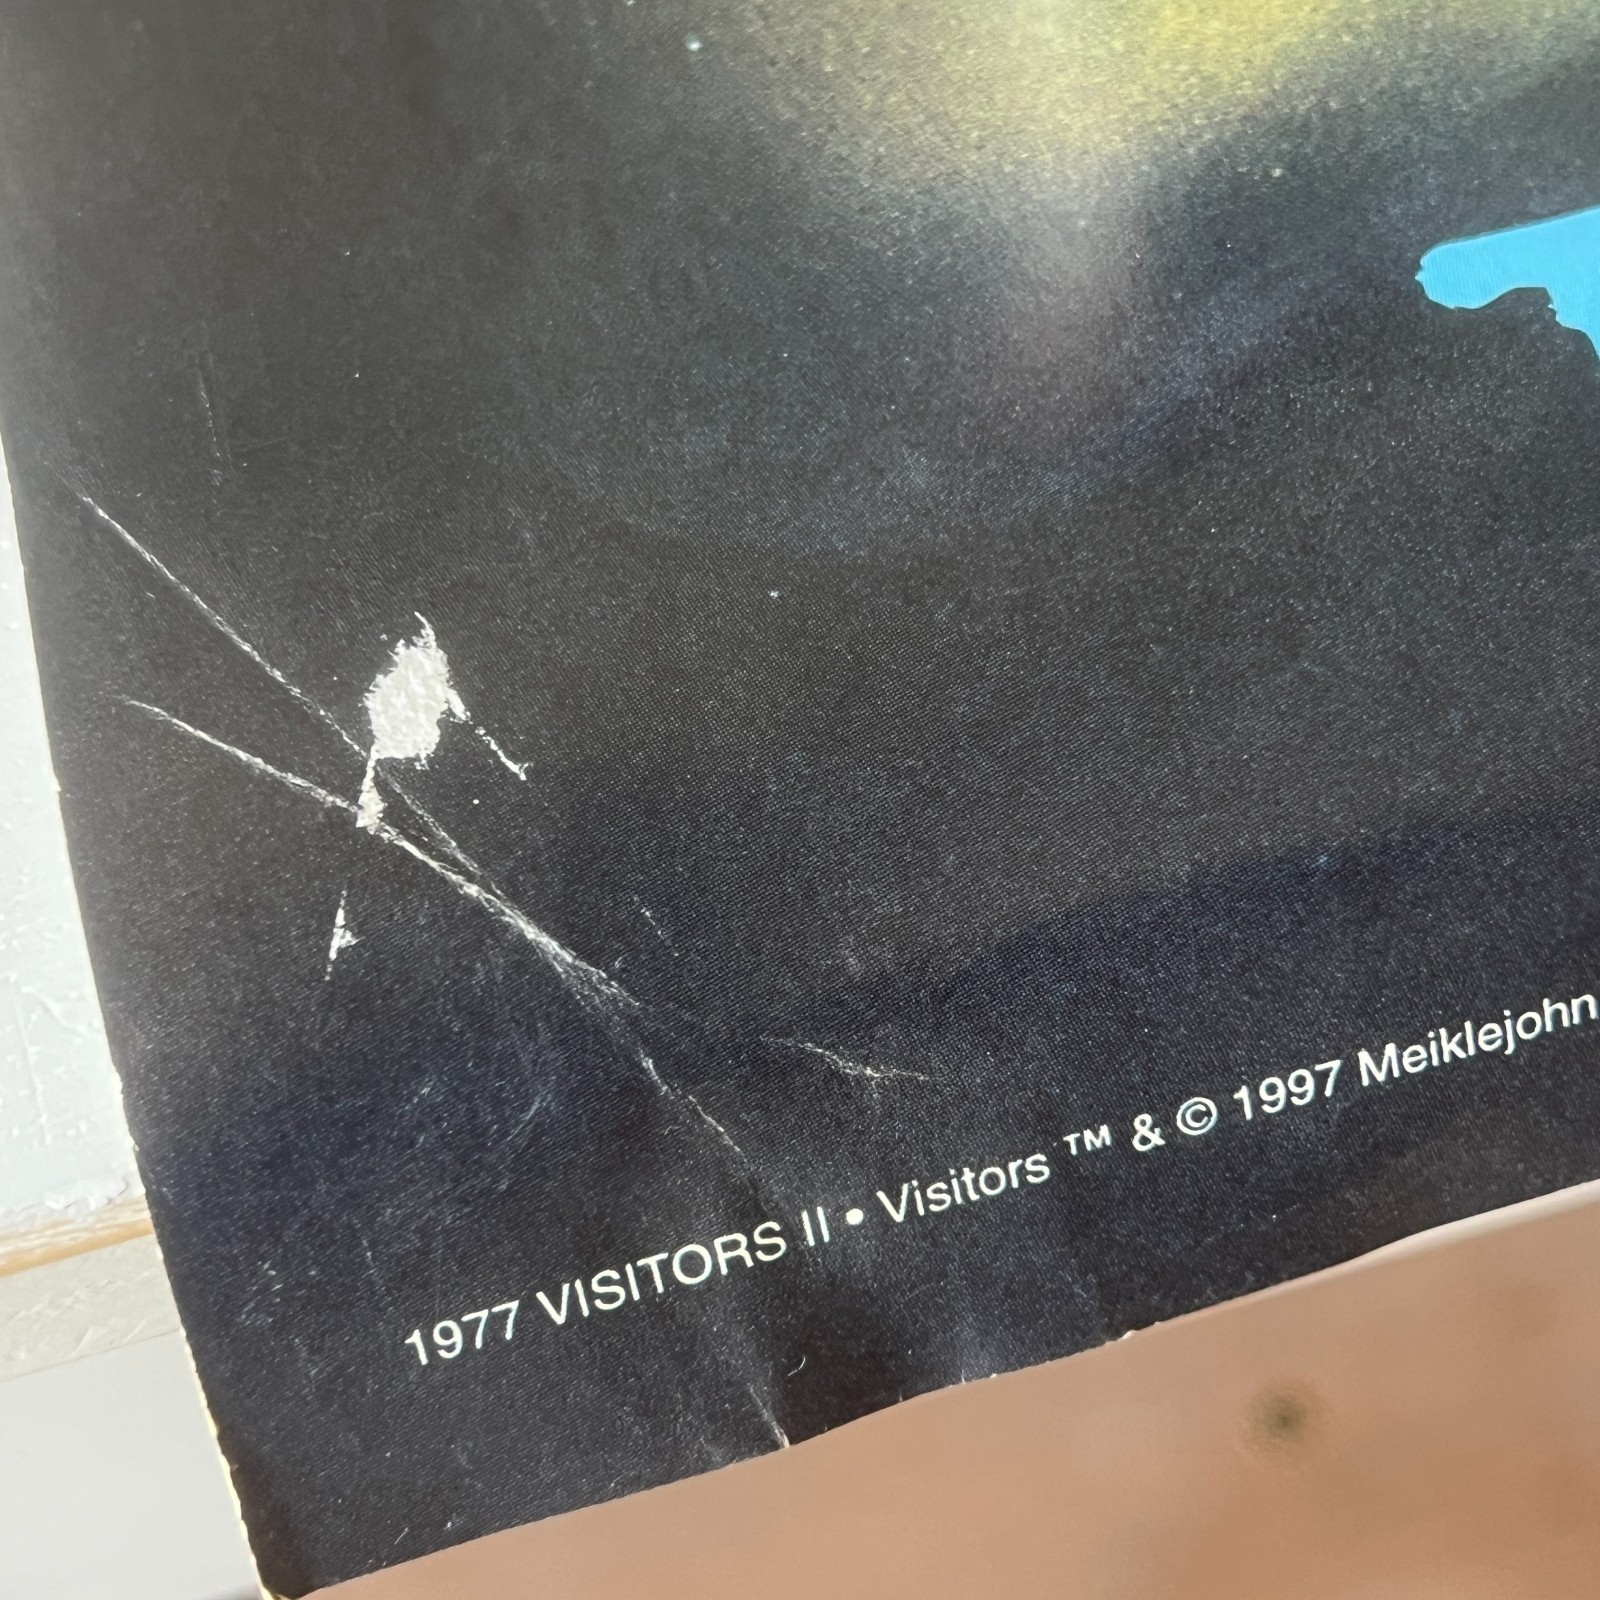 1977 VISITORS II • Visitors ™ & © 1997 Meiklejohn